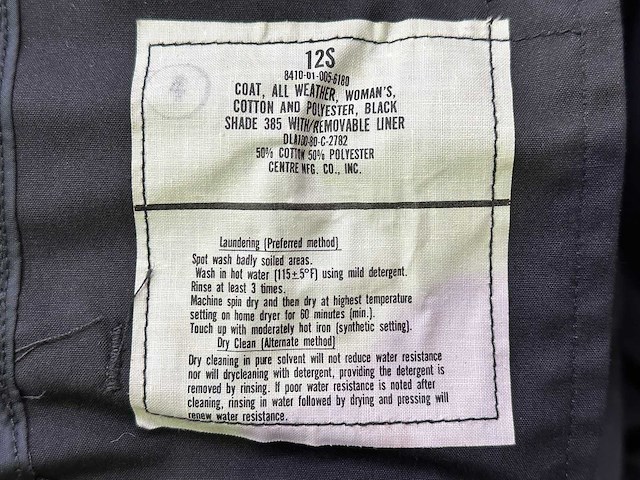 12S
8410-01-005-6180
COAT, ALL WEATHER, WOMAN'S,
COTTON AND POLYESTER, BLACK
SHADE 385 WITH/REMOVABLE LINER
DLA100-80-C-2782
50% COTTON 50% POLYESTER
CENTRE MFG. CO., INC.
4
Laundering (Preferred method)
Spot wash badly soiled areas.
Wash in hot water (115±5°F) using mild detergent.
Rinse at least 3 times.
Machine spin dry and then dry at highest temperature
setting on home dryer for 60 minutes (min.).
Touch up with moderately hot iron (synthetic setting).
Dry Clean (Alternate method)
Dry cleaning in pure solvent will not reduce water resistance
nor will drycleaning with detergent, providing the detergent is
removed by rinsing. If poor water resistance is noted after
cleaning, rinsing in water followed by drying and pressing will
renew water resistance.